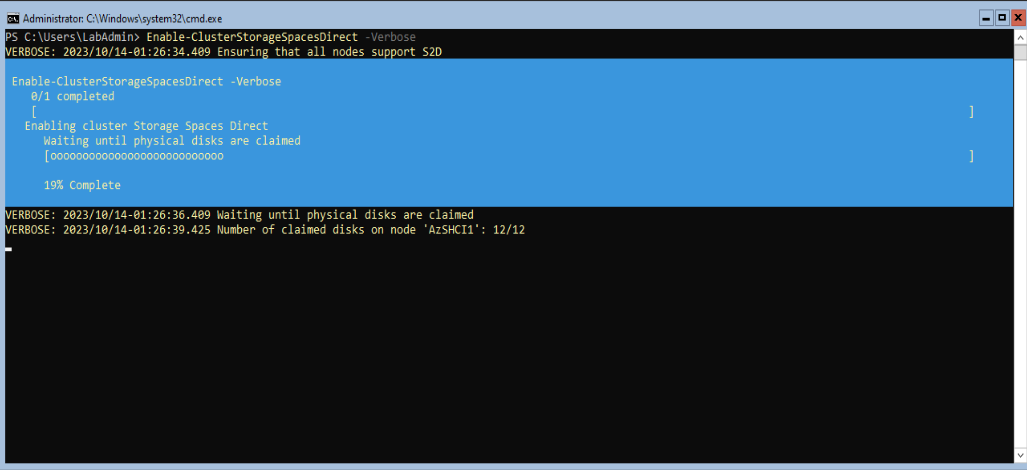 Administrator: C:\Windows\system32\cmd.exe
PS C:\Users\LabAdmin> Enable-ClusterStorageSpacesDirect -Verbose
VERBOSE: 2023/10/14-01:26:34.409 Ensuring that all nodes support S2D
Enable-ClusterStorageSpacesDirect -Verbose
0/1 completed
[ ]
Enabling cluster Storage Spaces Direct
Waiting until physical disks are claimed
[ooooooooooooooooooooooooooo ]
19% Complete
VERBOSE: 2023/10/14-01:26:36.409 Waiting until physical disks are claimed
VERBOSE: 2023/10/14-01:26:39.425 Number of claimed disks on node 'AzSHCI1': 12/12